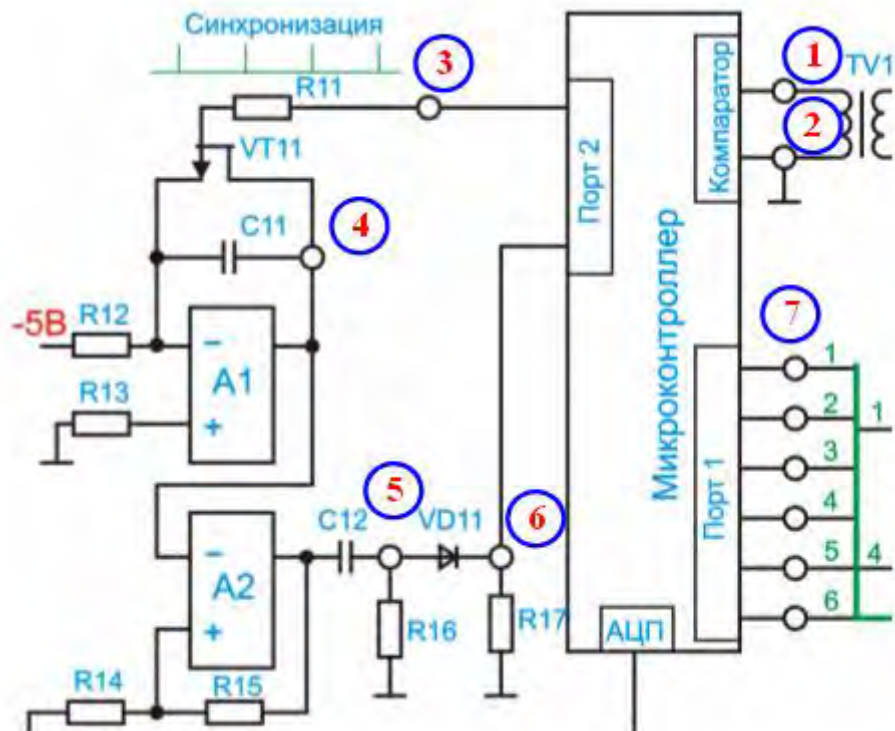 Синхронизация
3
1
TV1
R11
2
Компаратор
VT11
Порт 2
4
C11
-5В
R12
−
A1
7
R13
+
1
2
1
3
Микроконтроллер
Порт 1
5
C12
VD11
6
4
−
A2
+
5
4
R16
R17
АЦП
6
R14
R15